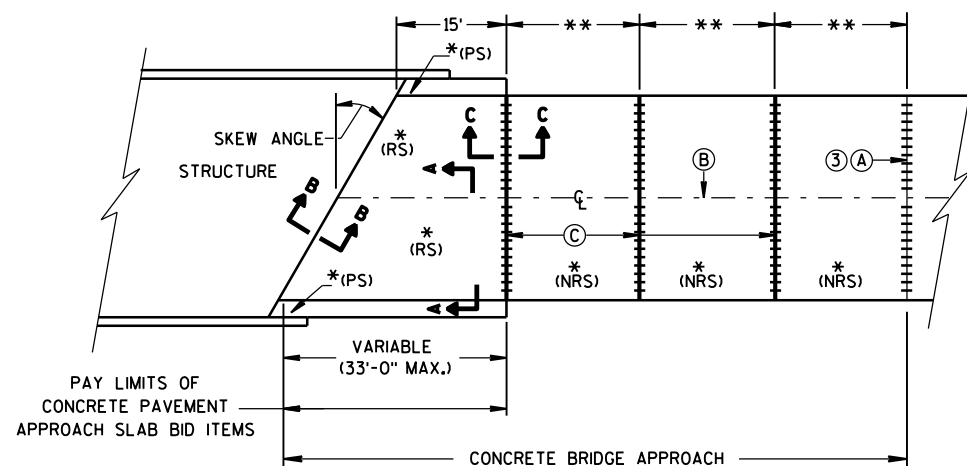 15'
**
**
**
*(PS)
SKEW ANGLE
STRUCTURE
*
(RS)
C
C
A
B
3 A
B
B
℄
*
(RS)
C
*
(NRS)
*
(NRS)
*
(NRS)
*(PS)
A
VARIABLE
(33'-0" MAX.)
PAY LIMITS OF
CONCRETE PAVEMENT
APPROACH SLAB BID ITEMS
CONCRETE BRIDGE APPROACH